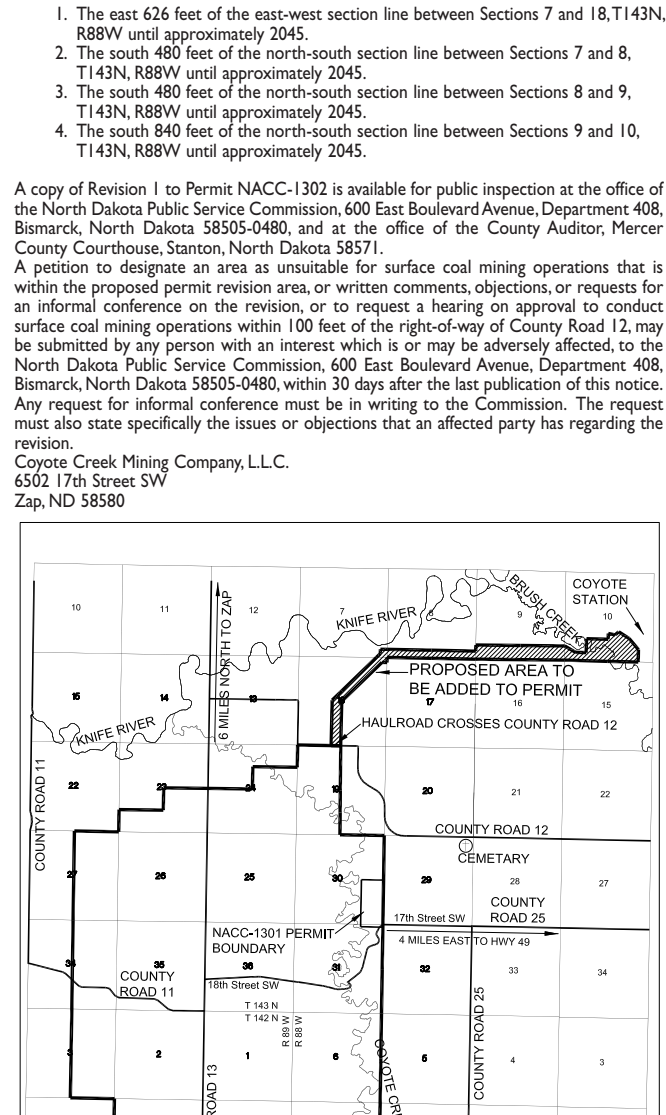 1. The east 626 feet of the east-west section line between Sections 7 and 18, T143N,
R88W until approximately 2045.
2. The south 480 feet of the north-south section line between Sections 7 and 8,
T143N, R88W until approximately 2045.
3. The south 480 feet of the north-south section line between Sections 8 and 9,
T143N, R88W until approximately 2045.
4. The south 840 feet of the north-south section line between Sections 9 and 10,
T143N, R88W until approximately 2045.
A copy of Revision 1 to Permit NACC-1302 is available for public inspection at the office of
the North Dakota Public Service Commission, 600 East Boulevard Avenue, Department 408,
Bismarck, North Dakota 58505-0480, and at the office of the County Auditor, Mercer
County Courthouse, Stanton, North Dakota 58571.
A petition to designate an area as unsuitable for surface coal mining operations that is
within the proposed permit revision area, or written comments, objections, or requests for
an informal conference on the revision, or to request a hearing on approval to conduct
surface coal mining operations within 100 feet of the right-of-way of County Road 12, may
be submitted by any person with an interest which is or may be adversely affected, to the
North Dakota Public Service Commission, 600 East Boulevard Avenue, Department 408,
Bismarck, North Dakota 58505-0480, within 30 days after the last publication of this notice.
Any request for informal conference must be in writing to the Commission. The request
must also state specifically the issues or objections that an affected party has regarding the
revision.
Coyote Creek Mining Company, L.L.C.
6502 17th Street SW
Zap, ND 58580
BRUSH CREEK
COYOTE
STATION
10 11 12 7 8 9 10
KNIFE RIVER
6 MILES NORTH TO ZAP
PROPOSED AREA TO
BE ADDED TO PERMIT
15 14 13 17 16 15
HAULROAD CROSSES COUNTY ROAD 12
KNIFE RIVER
COUNTY ROAD 11
22 23 24 19 20 21 22
COUNTY ROAD 12
CEMETARY
27 26 25 30 29 28 27
COUNTY
ROAD 25
17th Street SW
NACC-1301 PERMIT
BOUNDARY
4 MILES EAST TO HWY 49
34 35 36 31 32 33 34
COUNTY
ROAD 11
18th Street SW
T 143 N
T 142 N
R 89 W
R 88 W
COUNTY ROAD 25
3 2 1 6 5 4 3
ROAD 13
COYOTE CRE